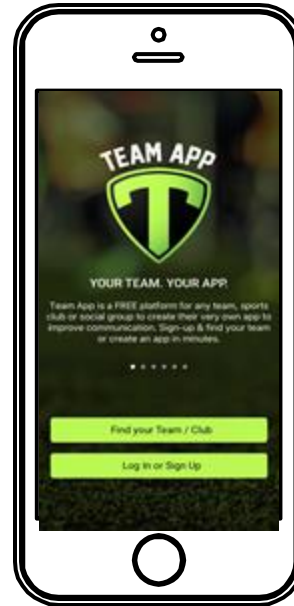 TEAM APP
T
YOUR TEAM. YOUR APP.
Team App is a FREE platform for any team, sports
club or social group to create their very own app to
improve communication. Sign-up & find your team
or create an app in minutes.
Find your Team / Club
Log In or Sign Up